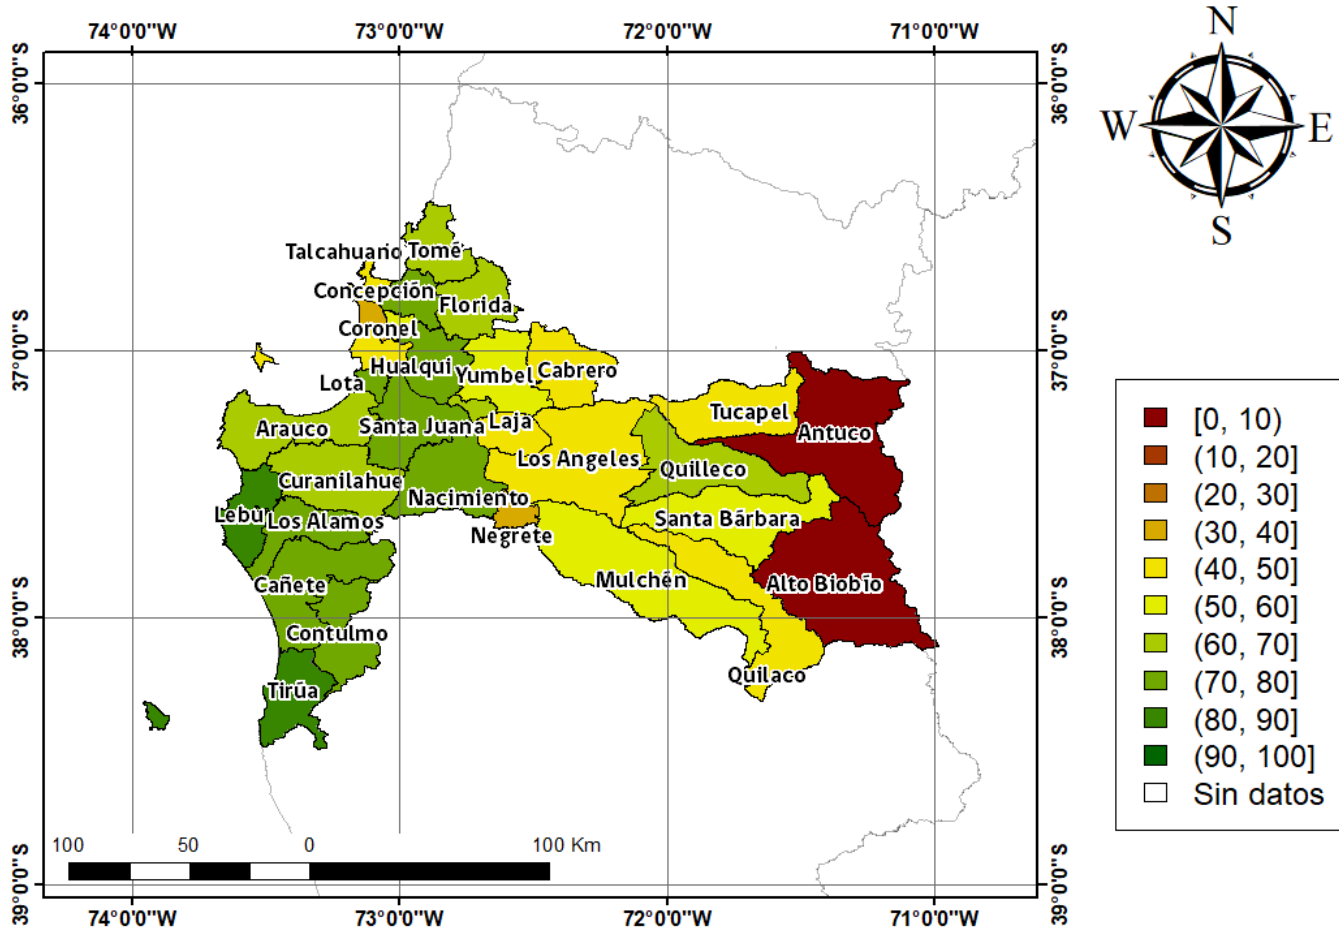 74°0'0"W 73°0'0"W 72°0'0"W 71°0'0"W
N
W E
S
36°0'0"S
36°0'0"S
37°0'0"S
37°0'0"S
38°0'0"S
38°0'0"S
39°0'0"S
39°0'0"S
Talcahuano Tomé
Concepción
Florida
Coronel
Hualqui
Yumbel Cabrero
Lota
Tucapel
Arauco
Santa Juana Laja
Antuco
Los Angeles
Quilleco
Curanilahue
Nacimiento
Lebu Los Alamos
Santa Bárbara
Negrete
Cañete
Mulchén
Alto Biobío
Contulmo
Quilaco
Tirúa
[0, 10)
(10, 20]
(20, 30]
(30, 40]
(40, 50]
(50, 60]
(60, 70]
(70, 80]
(80, 90]
(90, 100]
Sin datos
100 50 0 100 Km
74°0'0"W 73°0'0"W 72°0'0"W 71°0'0"W